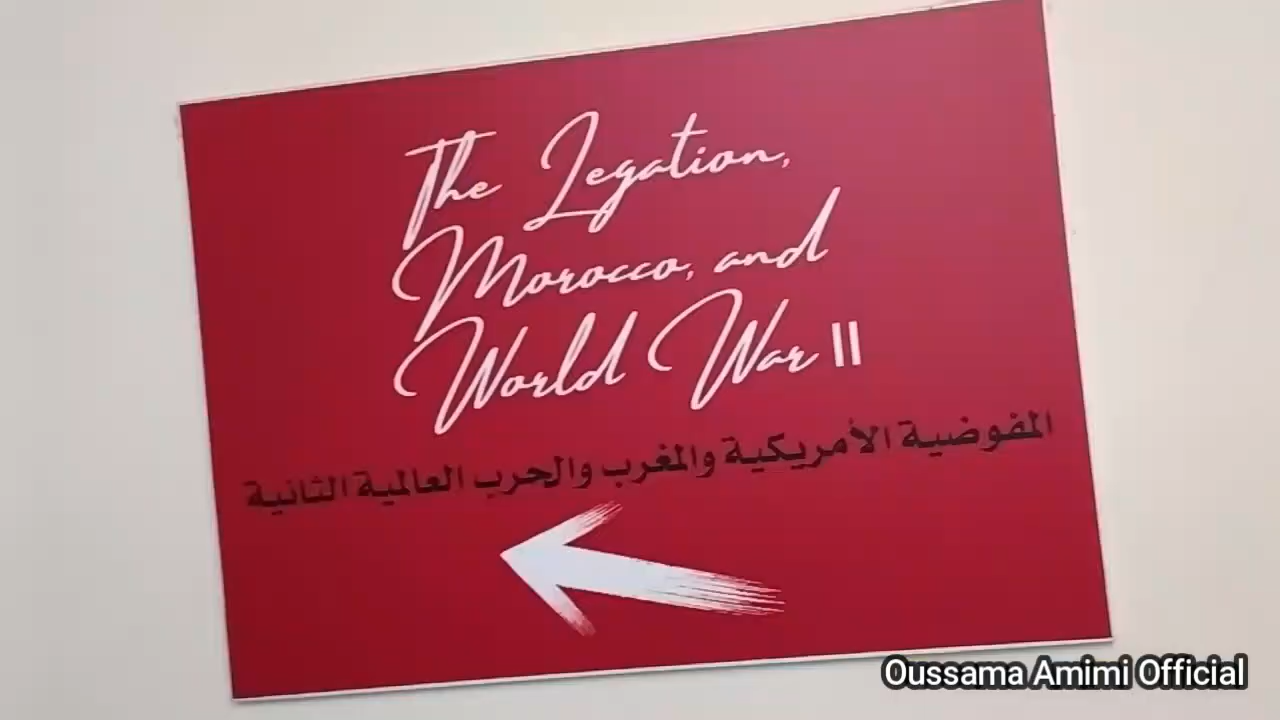 The Legation,
Morocco, and
World War II
المفوضية الأمريكية والمغرب والحرب العالمية الثانية
Oussama Amimi Official